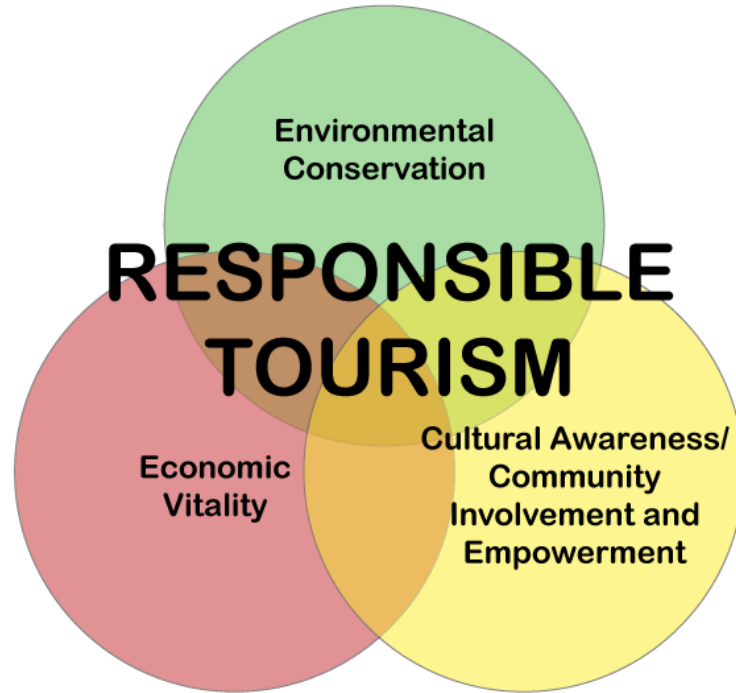 Environmental
Conservation
RESPONSIBLE
TOURISM
Economic
Vitality
Cultural Awareness/
Community
Involvement and
Empowerment